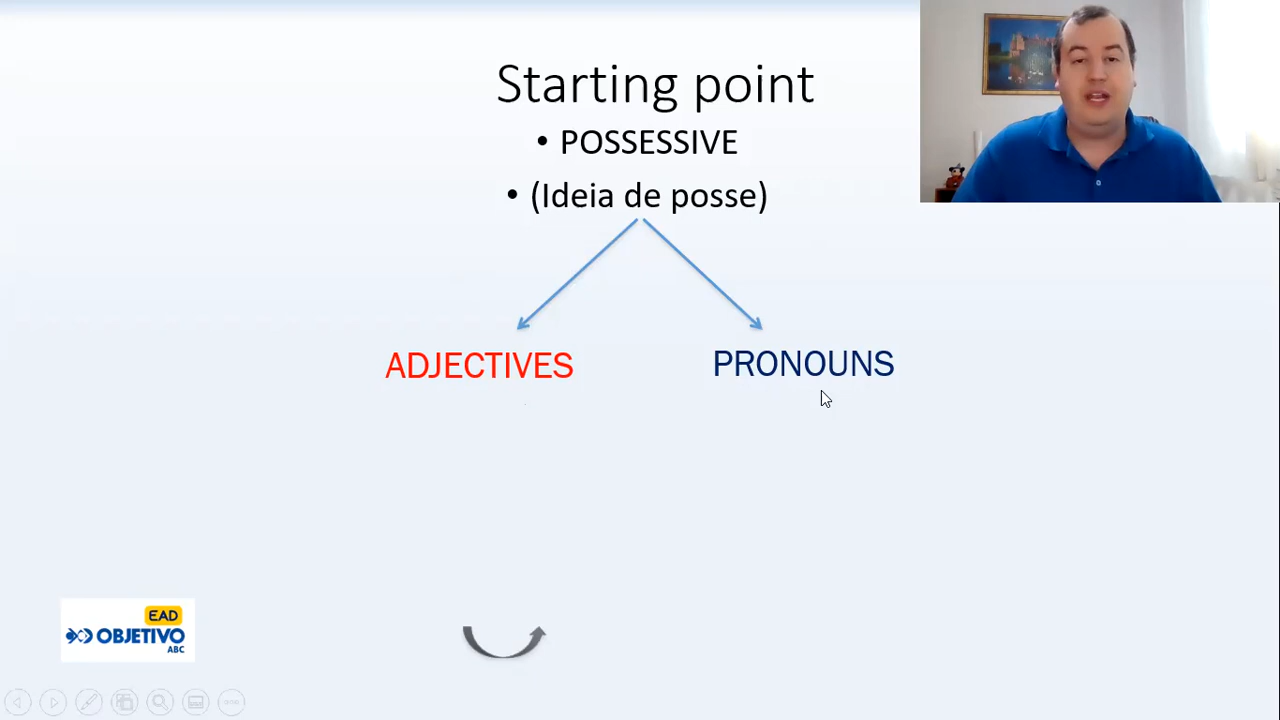 Starting point
• POSSESSIVE
• (Ideia de posse)
ADJECTIVES
PRONOUNS
EAD
OBJETIVO
ABC